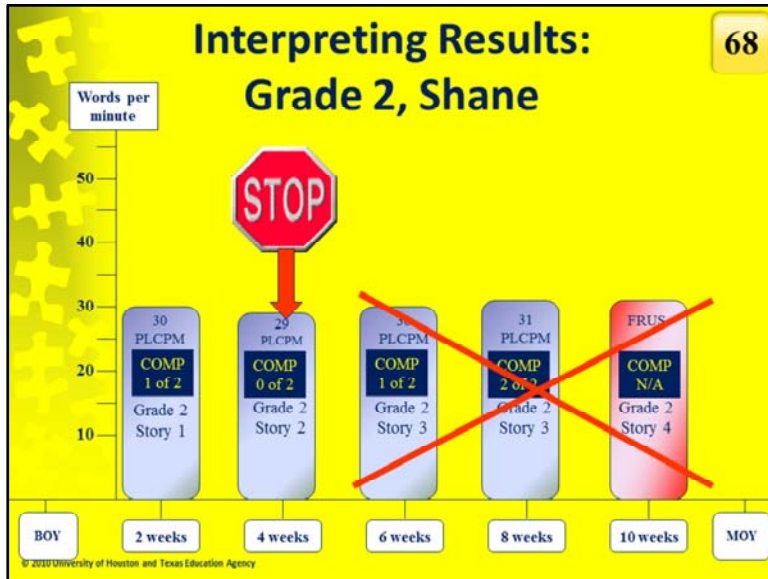 Interpreting Results:
Grade 2, Shane
68
Words per
minute
50
40
30
20
10
STOP
30
PLCPM
COMP
1 of 2
Grade 2
Story 1
29
PLCPM
COMP
0 of 2
Grade 2
Story 2
30
PLCPM
COMP
1 of 2
Grade 2
Story 3
31
PLCPM
COMP
2 of 2
Grade 2
Story 3
FRUS
COMP
N/A
Grade 2
Story 4
BOY
2 weeks
4 weeks
6 weeks
8 weeks
10 weeks
MOY
© 2010 University of Houston and Texas Education Agency